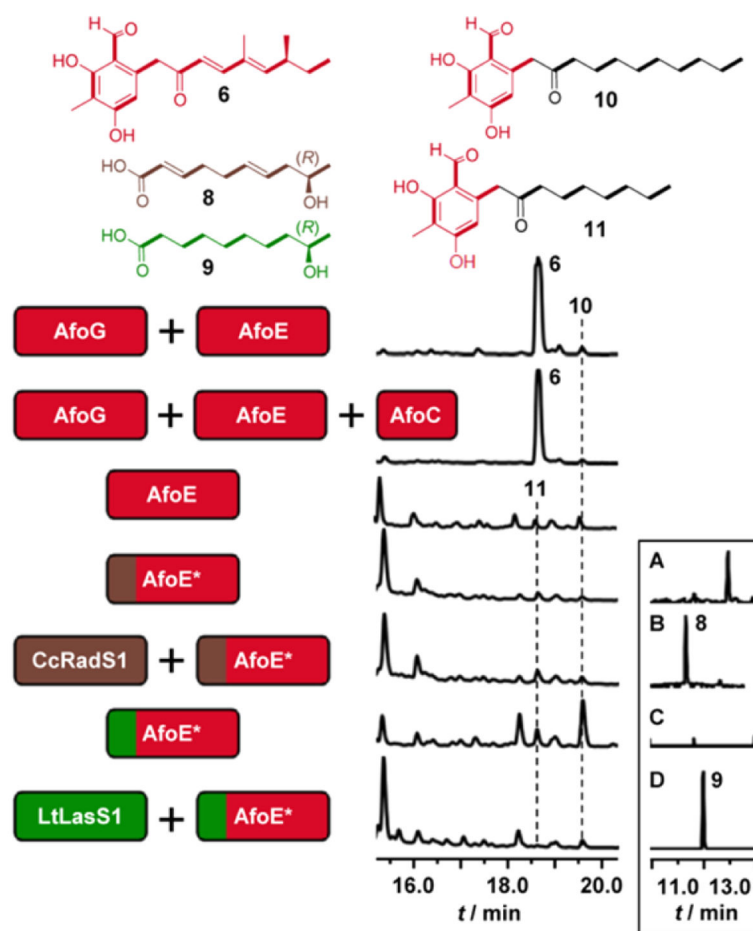 H O HO O OH 6
H O HO O OH 10
HO O (R) OH 8
HO O (R) OH 9
H O HO O OH 11
AfoG + AfoE 6 10
AfoG + AfoE + AfoC 6
AfoE 11
AfoE*
CcRadS1 + AfoE*
AfoE*
LtLasS1 + AfoE*
16.0 18.0 20.0
t / min
A
B 8
C
D 9
11.0 13.0
t / min